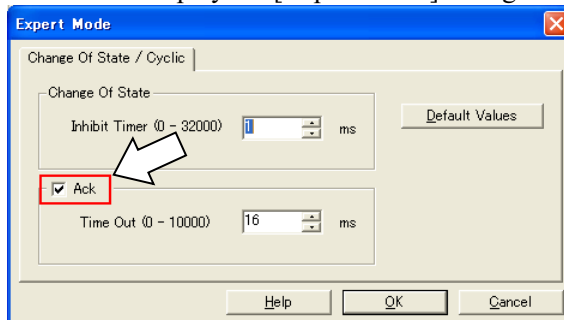 Expert Mode
Change Of State / Cyclic
Change Of State
Inhibit Timer (0 - 32000) 1 ms
Default Values
Ack
Time Out (0 - 10000) 16 ms
Help OK Cancel